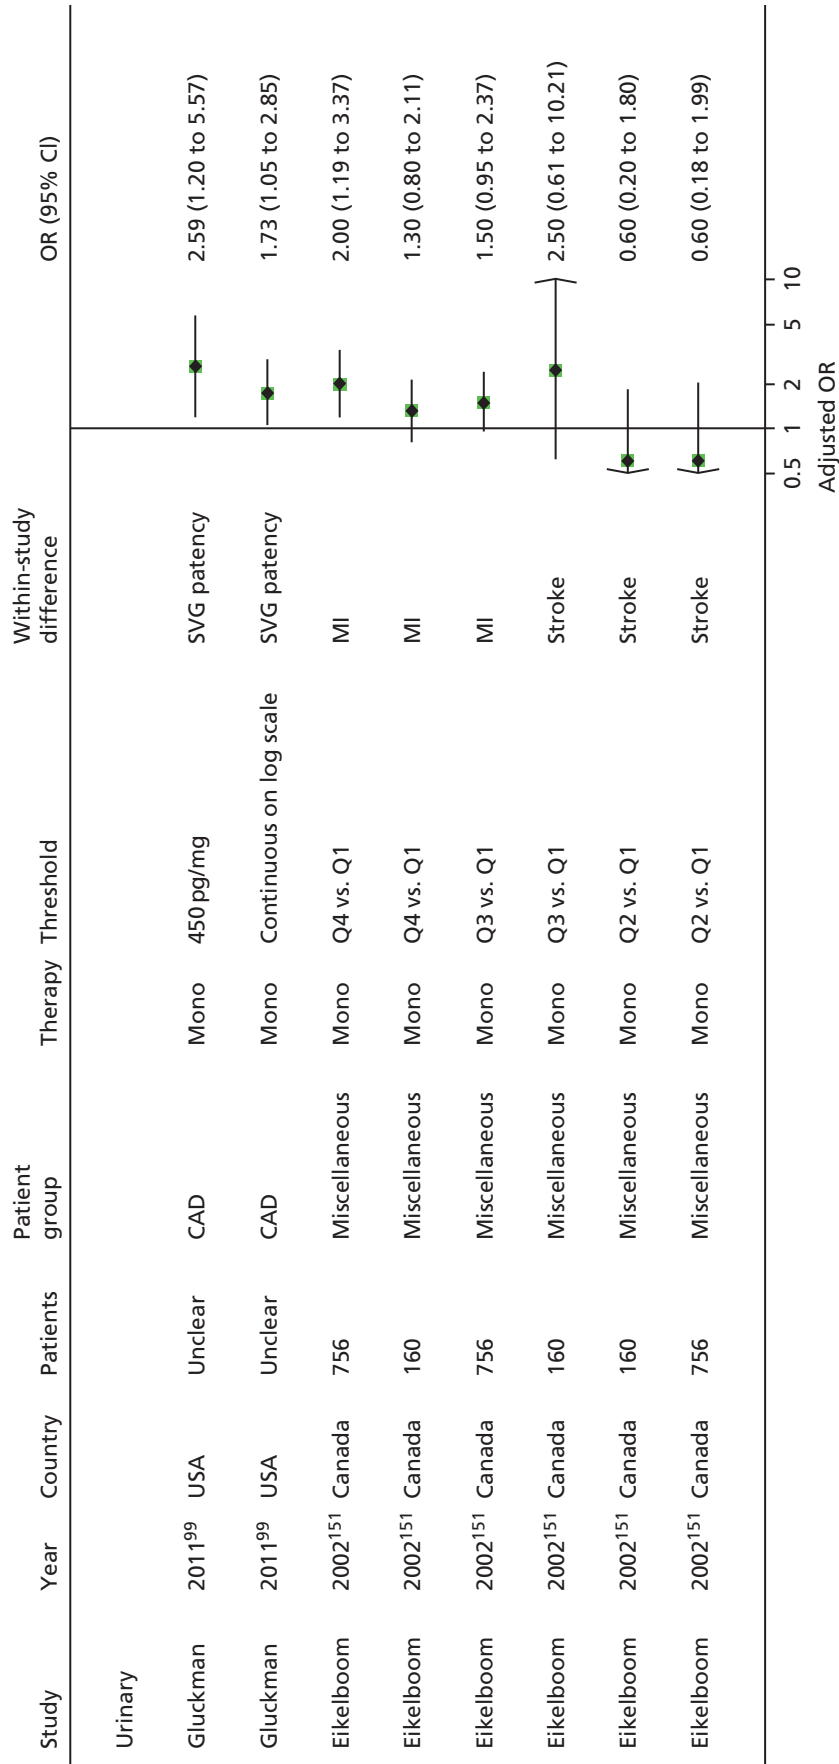 Study Year Country Patients Patient group Therapy Threshold Within-study difference OR (95% CI)
Urinary
Gluckman 2011⁹⁹ USA Unclear CAD Mono 450 pg/mg SVG patency 2.59 (1.20 to 5.57)
Gluckman 2011⁹⁹ USA Unclear CAD Mono Continuous on log scale SVG patency 1.73 (1.05 to 2.85)
Eikelboom 2002¹⁵¹ Canada 756 Miscellaneous Mono Q4 vs. Q1 MI 2.00 (1.19 to 3.37)
Eikelboom 2002¹⁵¹ Canada 160 Miscellaneous Mono Q4 vs. Q1 MI 1.30 (0.80 to 2.11)
Eikelboom 2002¹⁵¹ Canada 756 Miscellaneous Mono Q3 vs. Q1 MI 1.50 (0.95 to 2.37)
Eikelboom 2002¹⁵¹ Canada 160 Miscellaneous Mono Q3 vs. Q1 Stroke 2.50 (0.61 to 10.21)
Eikelboom 2002¹⁵¹ Canada 160 Miscellaneous Mono Q2 vs. Q1 Stroke 0.60 (0.20 to 1.80)
Eikelboom 2002¹⁵¹ Canada 756 Miscellaneous Mono Q2 vs. Q1 Stroke 0.60 (0.18 to 1.99)
0.5 1 2 5 10
Adjusted OR